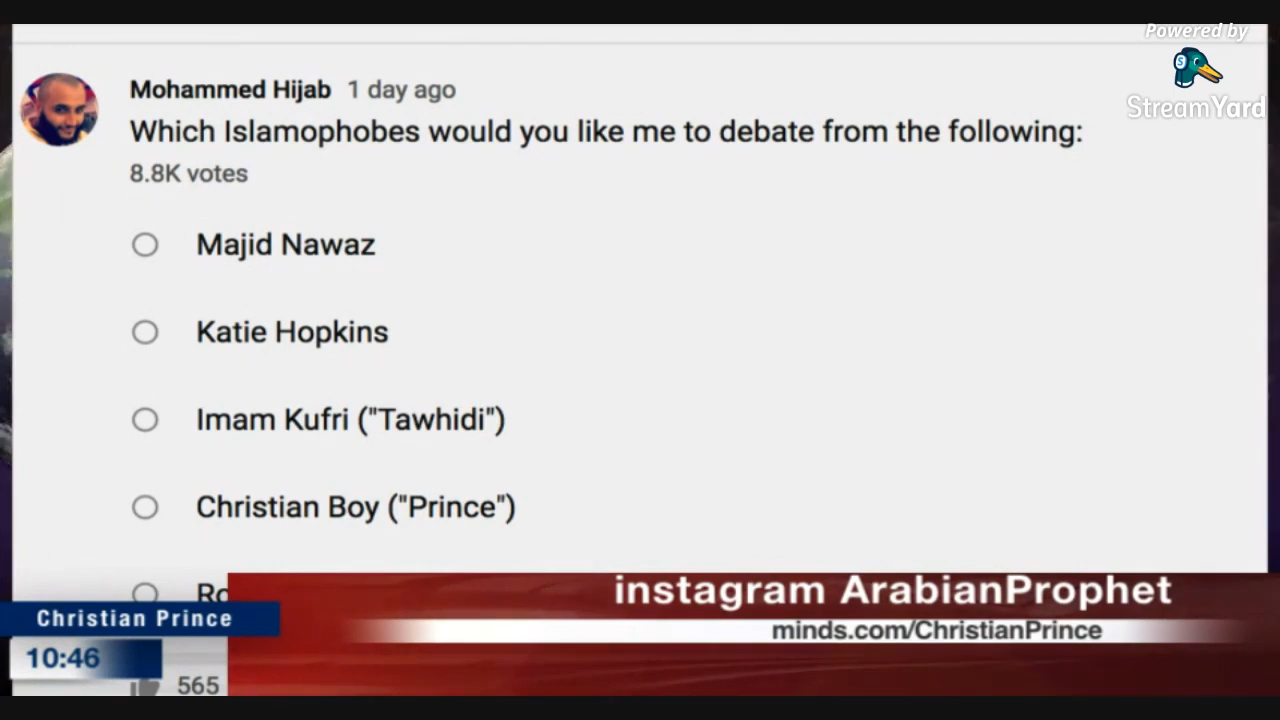 Powered by
StreamYard
Mohammed Hijab 1 day ago
Which Islamophobes would you like me to debate from the following:
8.8K votes
Majid Nawaz
Katie Hopkins
Imam Kufri ("Tawhidi")
Christian Boy ("Prince")
instagram ArabianProphet
Christian Prince
minds.com/ChristianPrince
10:46
565